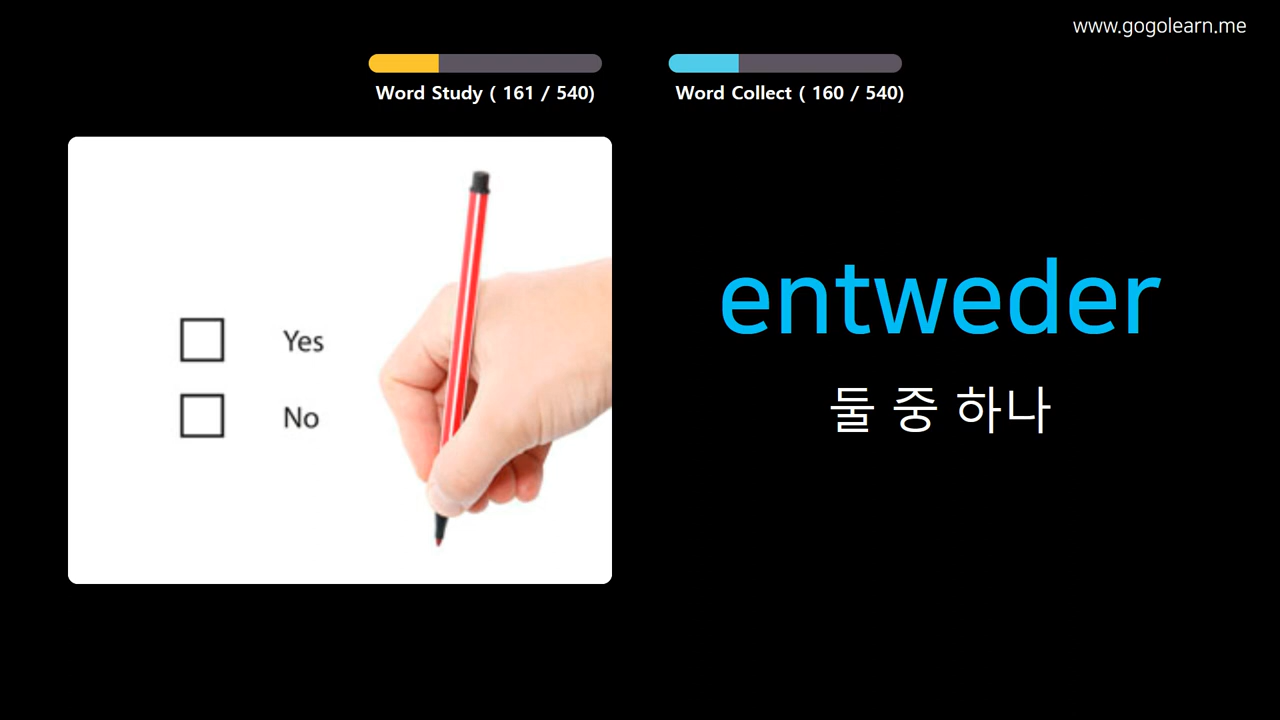 www.gogolearn.me
Word Study ( 161 / 540)
Word Collect ( 160 / 540)
Yes
No
entweder
둘 중 하나